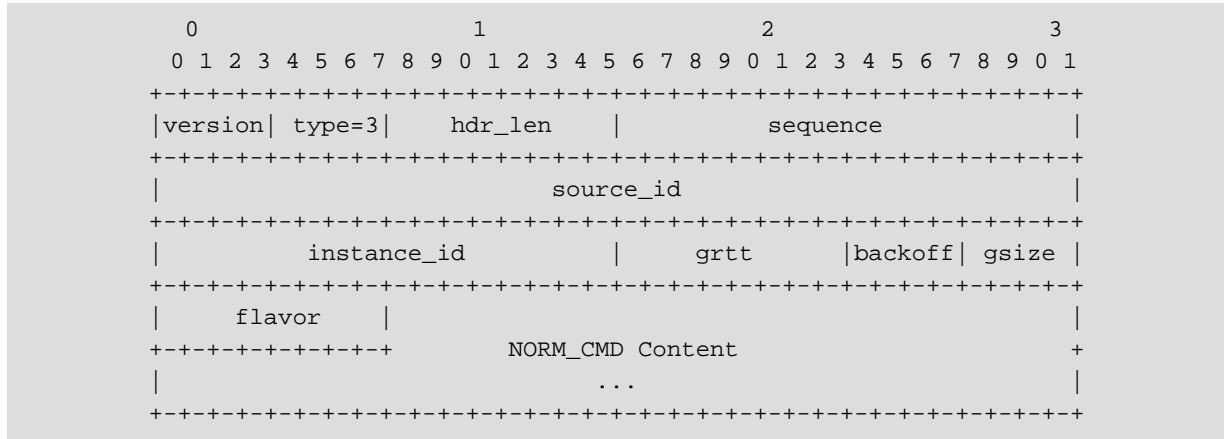 0                   1                   2                   3
   0 1 2 3 4 5 6 7 8 9 0 1 2 3 4 5 6 7 8 9 0 1 2 3 4 5 6 7 8 9 0 1
  +-+-+-+-+-+-+-+-+-+-+-+-+-+-+-+-+-+-+-+-+-+-+-+-+-+-+-+-+-+-+-+-+
  |version| type=3|    hdr_len    |          sequence             |
  +-+-+-+-+-+-+-+-+-+-+-+-+-+-+-+-+-+-+-+-+-+-+-+-+-+-+-+-+-+-+-+-+
  |                           source_id                           |
  +-+-+-+-+-+-+-+-+-+-+-+-+-+-+-+-+-+-+-+-+-+-+-+-+-+-+-+-+-+-+-+-+
  |          instance_id          |     grtt      |backoff| gsize |
  +-+-+-+-+-+-+-+-+-+-+-+-+-+-+-+-+-+-+-+-+-+-+-+-+-+-+-+-+-+-+-+-+
  |     flavor    |                                               |
  +-+-+-+-+-+-+-+-+        NORM_CMD Content                       +
  |                              ...                              |
  +-+-+-+-+-+-+-+-+-+-+-+-+-+-+-+-+-+-+-+-+-+-+-+-+-+-+-+-+-+-+-+-+